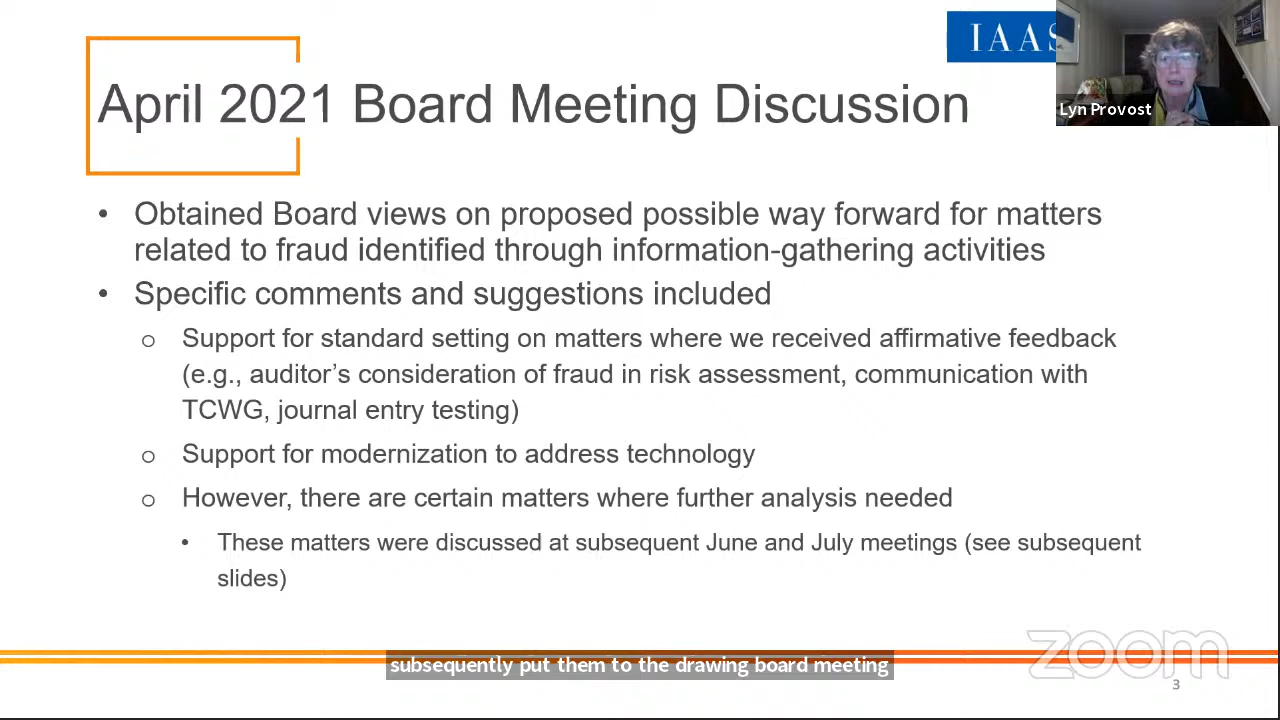 IAAS
Lyn Provost
April 2021 Board Meeting Discussion
• Obtained Board views on proposed possible way forward for matters
related to fraud identified through information-gathering activities
• Specific comments and suggestions included
o Support for standard setting on matters where we received affirmative feedback
(e.g., auditor’s consideration of fraud in risk assessment, communication with
TCWG, journal entry testing)
o Support for modernization to address technology
o However, there are certain matters where further analysis needed
• These matters were discussed at subsequent June and July meetings (see subsequent
slides)
zoom
subsequently put them to the drawing board meeting
3